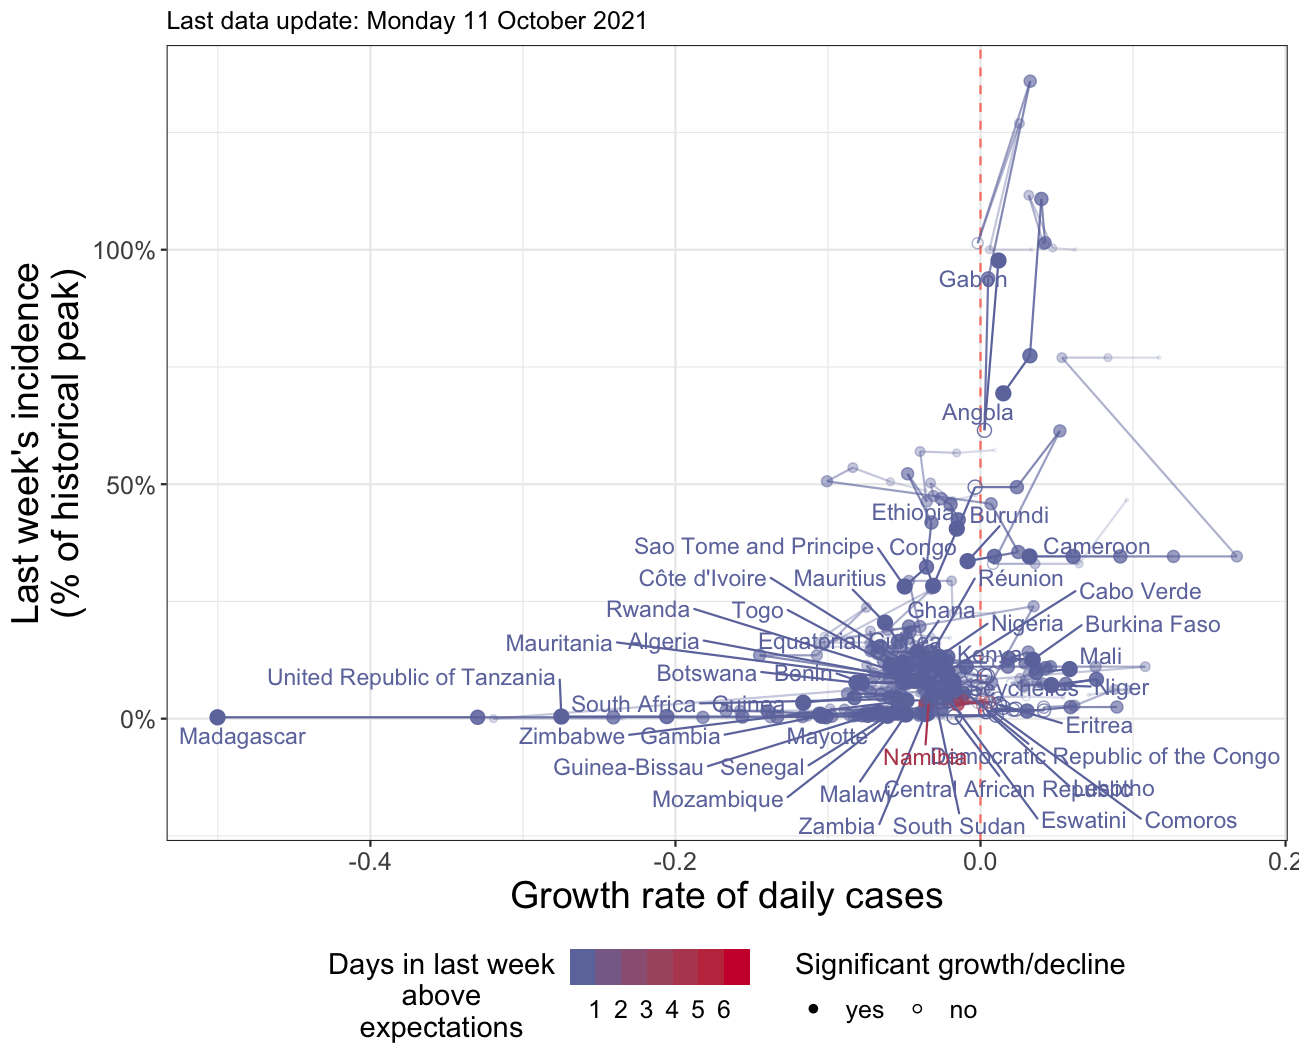 Last data update: Monday 11 October 2021
Last week's incidence
(% of historical peak)
100%
50%
0%
Gabon
Angola
Ethiopia
Burundi
Sao Tome and Principe
Congo
Cameroon
Côte d'Ivoire
Mauritius
Réunion
Cabo Verde
Rwanda
Togo
Ghana
Nigeria
Burkina Faso
Mauritania
Algeria
Equatorial Guinea
Kenya
Mali
United Republic of Tanzania
Botswana
Benin
Seychelles
Niger
South Africa
Guinea
Eritrea
Madagascar
Zimbabwe
Gambia
Mayotte
Namibia
Democratic Republic of the Congo
Guinea-Bissau
Senegal
Mozambique
Malawi
Central African Republic
Lesotho
Zambia
South Sudan
Eswatini
Comoros
-0.4
-0.2
0.0
0.2
Growth rate of daily cases
Days in last week
above
expectations
1 2 3 4 5 6
Significant growth/decline
yes
no